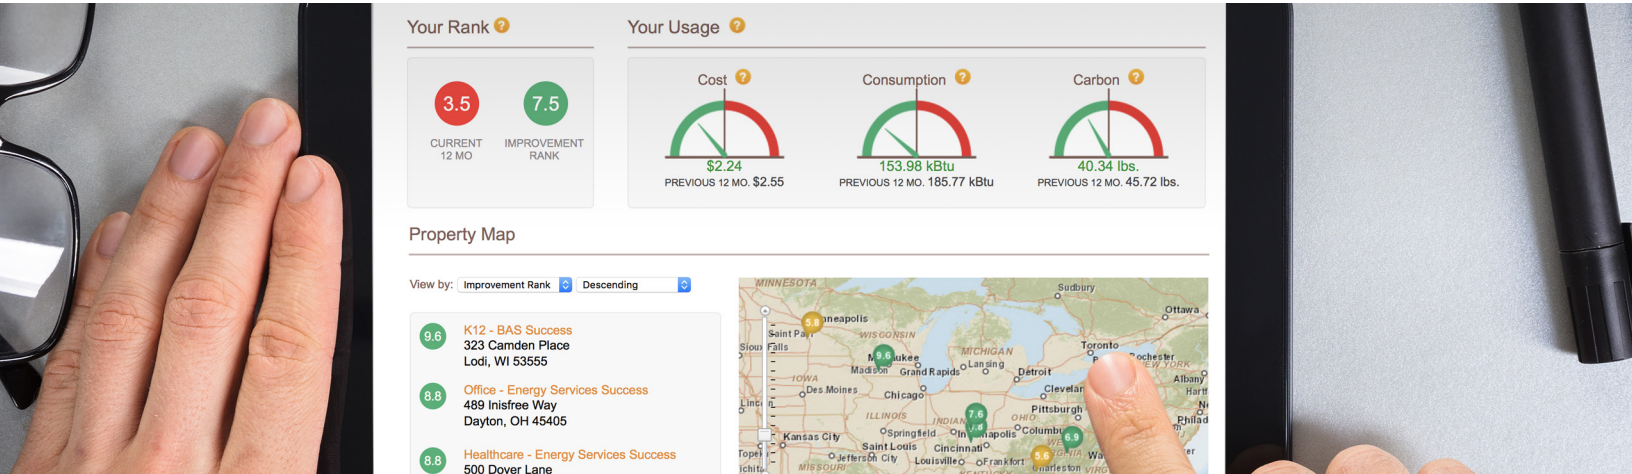 Your Rank ?
Your Usage ?
3.5
7.5
CURRENT
12 MO
IMPROVEMENT
RANK
Cost ?
$2.24
PREVIOUS 12 MO. $2.55
Consumption ?
153.98 kBtu
PREVIOUS 12 MO. 185.77 kBtu
Carbon ?
40.34 lbs.
PREVIOUS 12 MO. 45.72 lbs.
Property Map
View by: Improvement Rank Descending
9.6
K12 - BAS Success
323 Camden Place
Lodi, WI 53555
8.8
Office - Energy Services Success
489 Inisfree Way
Dayton, OH 45405
8.8
Healthcare - Energy Services Success
500 Dover Lane
MINNESOTA
Sudbury
Ottawa
5.8
Saint
Sioux Falls
WISCONSIN
9.6
Madison
MICHIGAN
Grand Rapids
Lansing
Detroit
Toronto
NEW YORK
Albany
IOWA
Des Moines
Chicago
Pittsburgh
ILLINOIS
7.6
OHIO
Kansas City
Springfield
Saint Louis
Cincinnati
6.9
5.6
MISSOURI
Jefferson City
Louisville
Frankfort